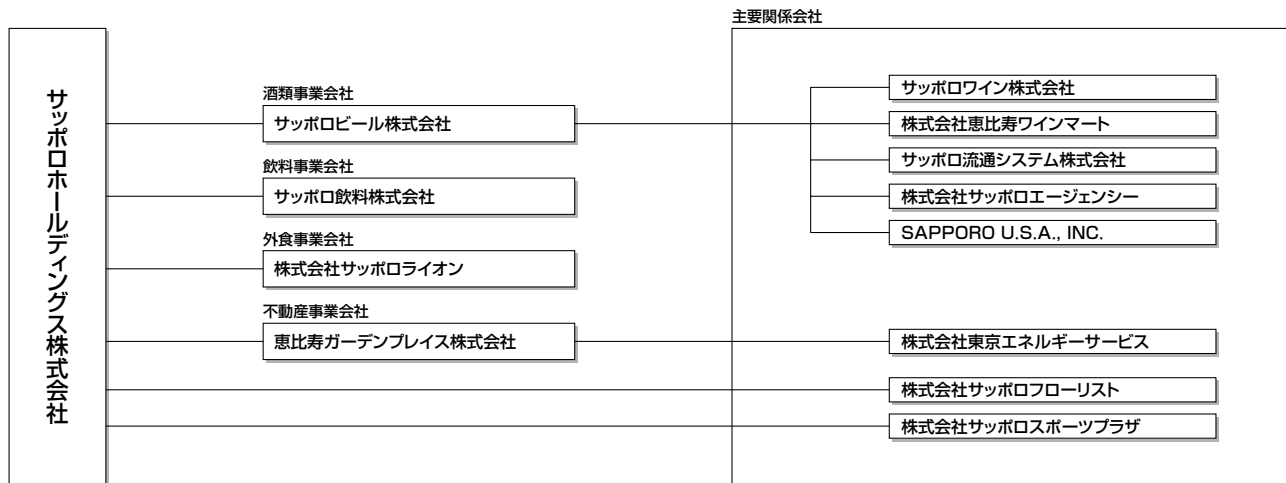 主要関係会社
サッポロホールディングス株式会社
酒類事業会社
サッポロビール株式会社
飲料事業会社
サッポロ飲料株式会社
外食事業会社
株式会社サッポロライオン
不動産事業会社
恵比寿ガーデンプレイス株式会社
サッポロワイン株式会社
株式会社恵比寿ワインマート
サッポロ流通システム株式会社
株式会社サッポロエージェンシー
SAPPORO U.S.A., INC.
株式会社東京エネルギーサービス
株式会社サッポロフローリスト
株式会社サッポロスポーツプラザ